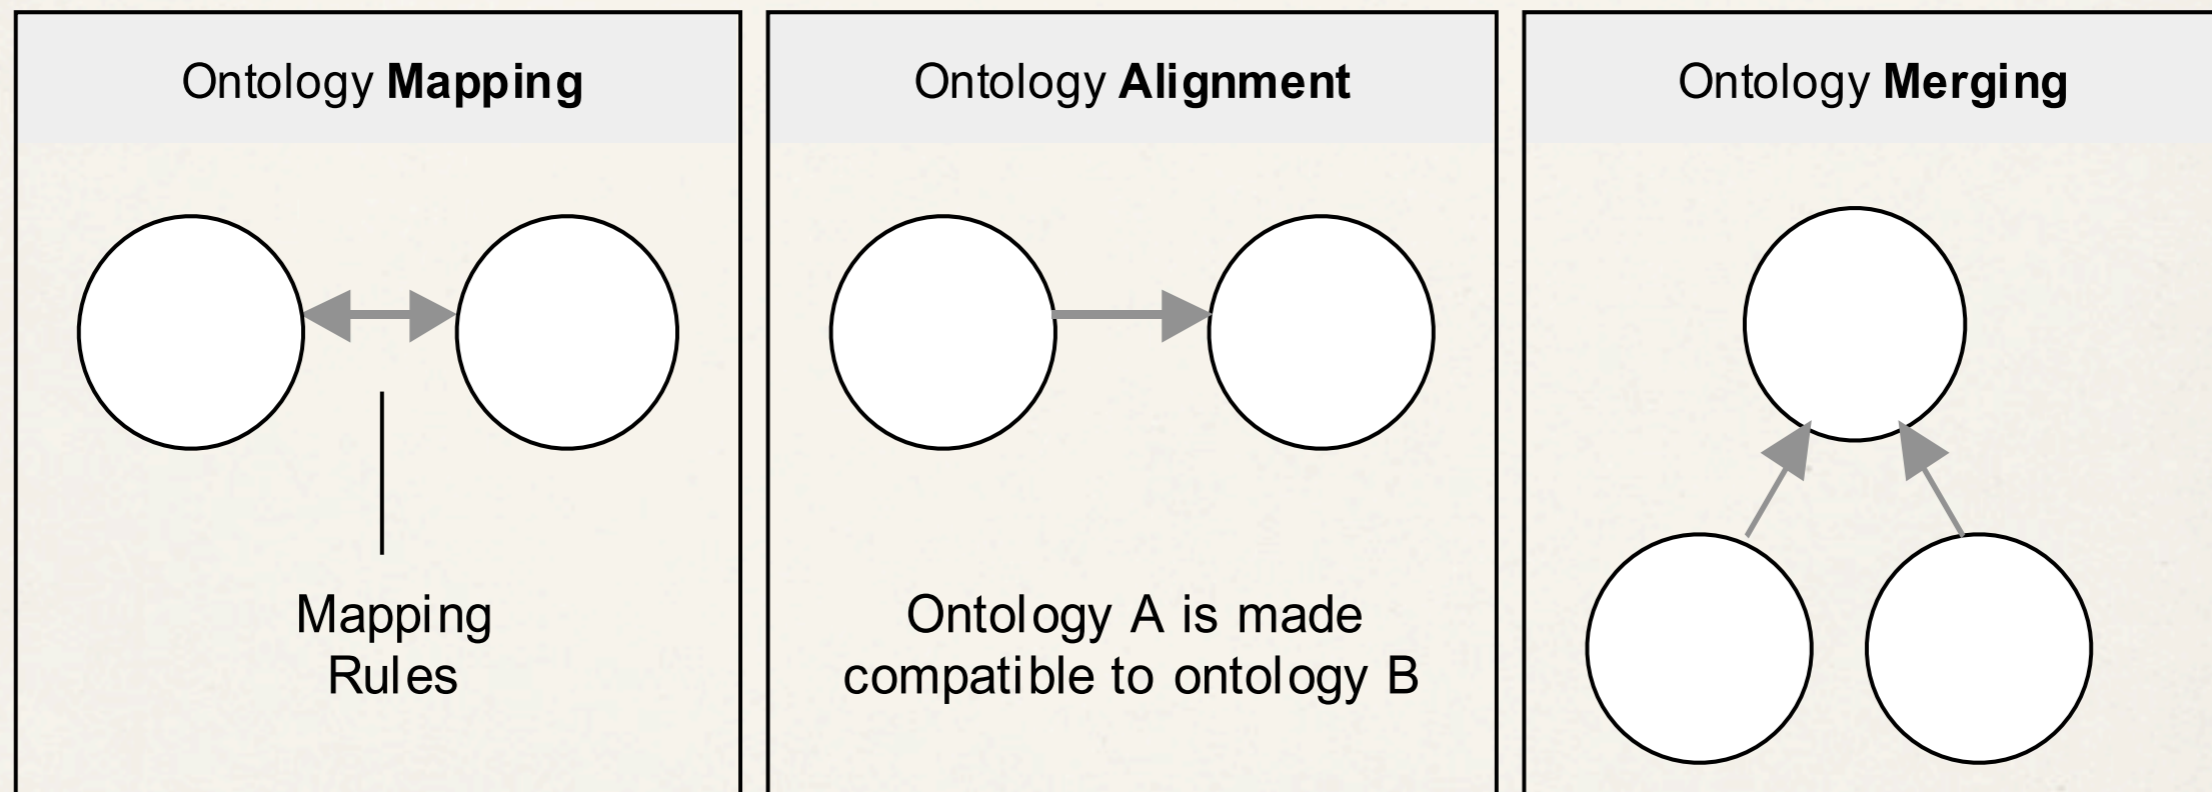 Ontology Mapping
Mapping
Rules
Ontology Alignment
Ontology A is made
compatible to ontology B
Ontology Merging